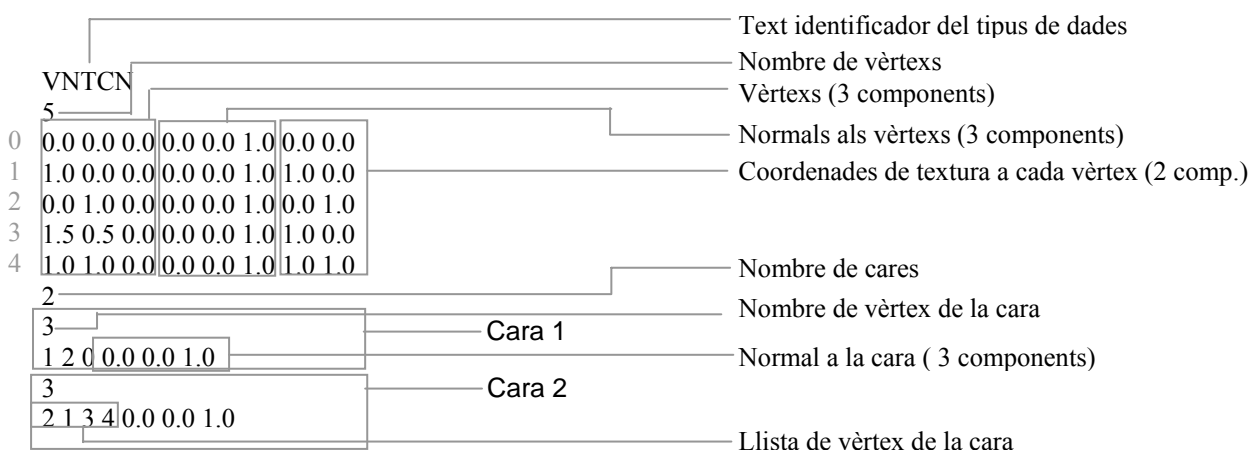 Text identificador del tipus de dades
Nombre de vèrtexs
VNTCN
Vèrtexs (3 components)
5
0 0.0 0.0 0.0 0.0 0.0 1.0 0.0 0.0
Normals als vèrtexs (3 components)
1 1.0 0.0 0.0 0.0 0.0 1.0 1.0 0.0
Coordenades de textura a cada vèrtex (2 comp.)
2 0.0 1.0 0.0 0.0 0.0 1.0 0.0 1.0
3 1.5 0.5 0.0 0.0 0.0 1.0 1.0 0.0
4 1.0 1.0 0.0 0.0 0.0 1.0 1.0 1.0
Nombre de cares
2
Nombre de vèrtex de la cara
3
Cara 1
1 2 0 0.0 0.0 1.0
Normal a la cara ( 3 components)
3
Cara 2
2 1 3 4 0.0 0.0 1.0
Llista de vèrtex de la cara